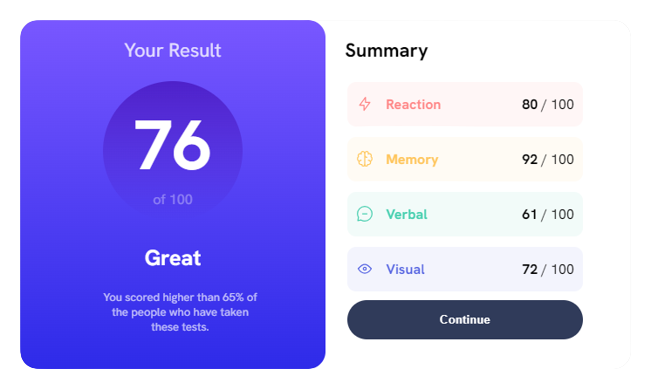 Your Result
76
of 100
Great
You scored higher than 65% of
the people who have taken
these tests.
Summary
Reaction 80 / 100
Memory 92 / 100
Verbal 61 / 100
Visual 72 / 100
Continue